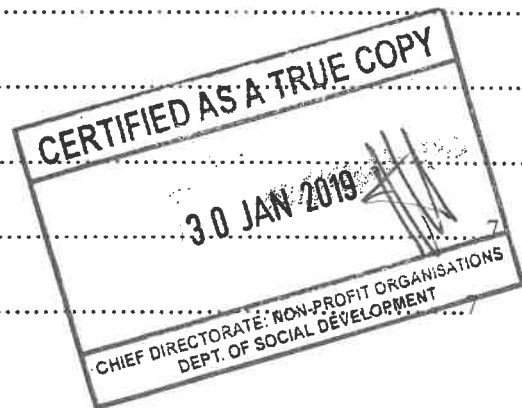 CERTIFIED AS A TRUE COPY
30 JAN 2019
CHIEF DIRECTORATE: NON-PROFIT ORGANISATIONS
DEPT. OF SOCIAL DEVELOPMENT